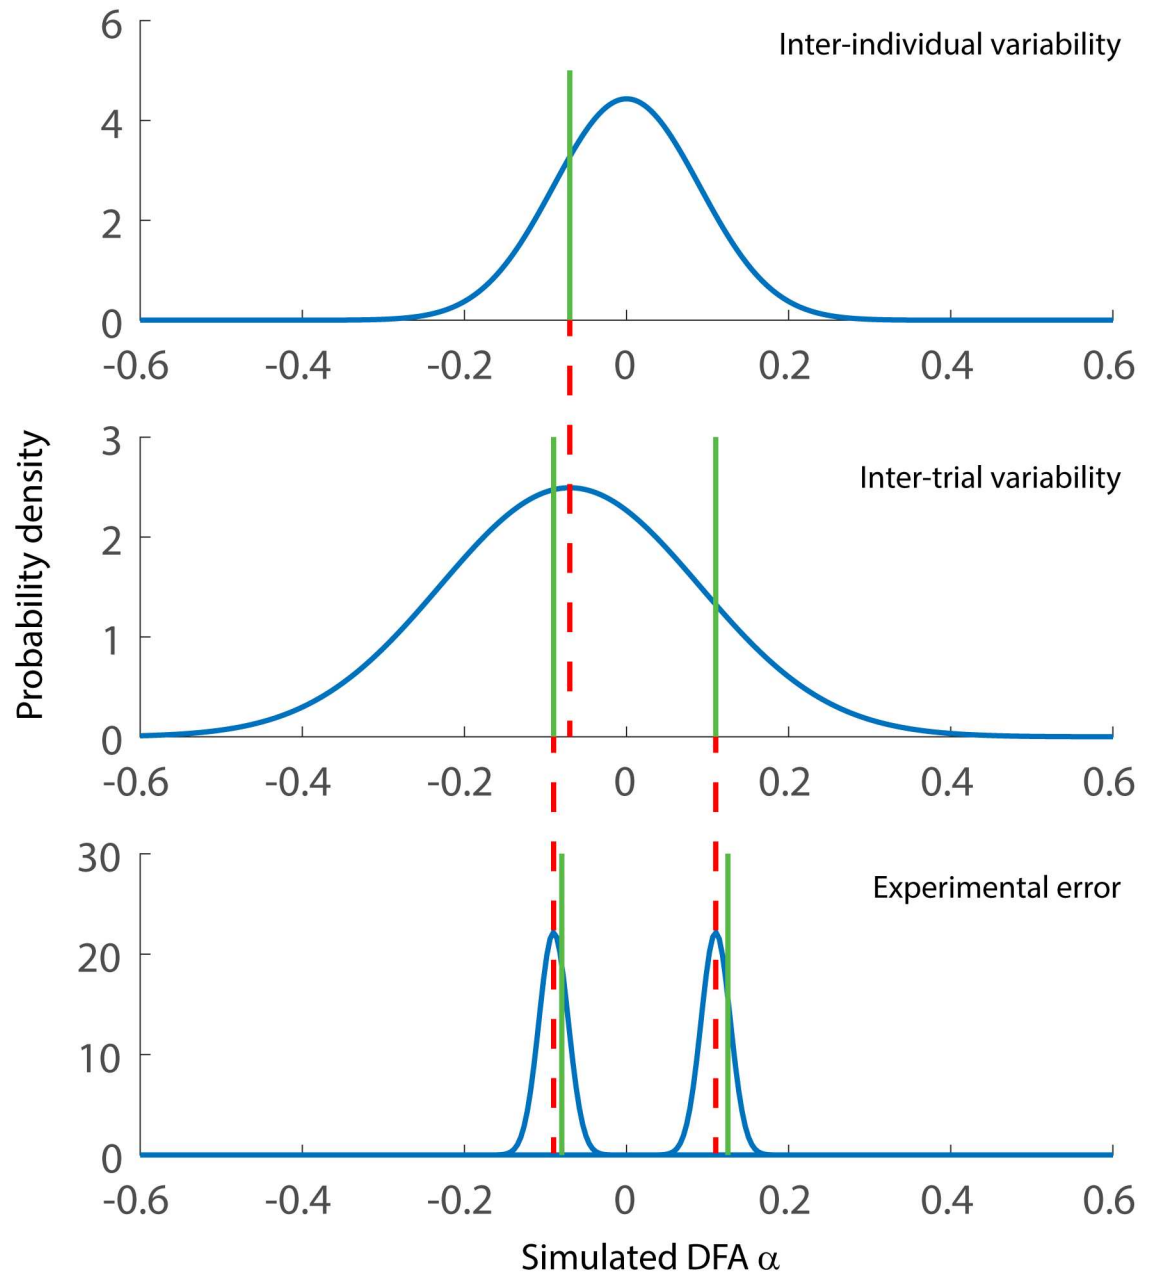 6
Inter-individual variability
4
2
0
-0.6 -0.4 -0.2 0 0.2 0.4 0.6
Probability density
3
Inter-trial variability
2
1
0
-0.6 -0.4 -0.2 0 0.2 0.4 0.6
30
Experimental error
20
10
0
-0.6 -0.4 -0.2 0 0.2 0.4 0.6
Simulated DFA α